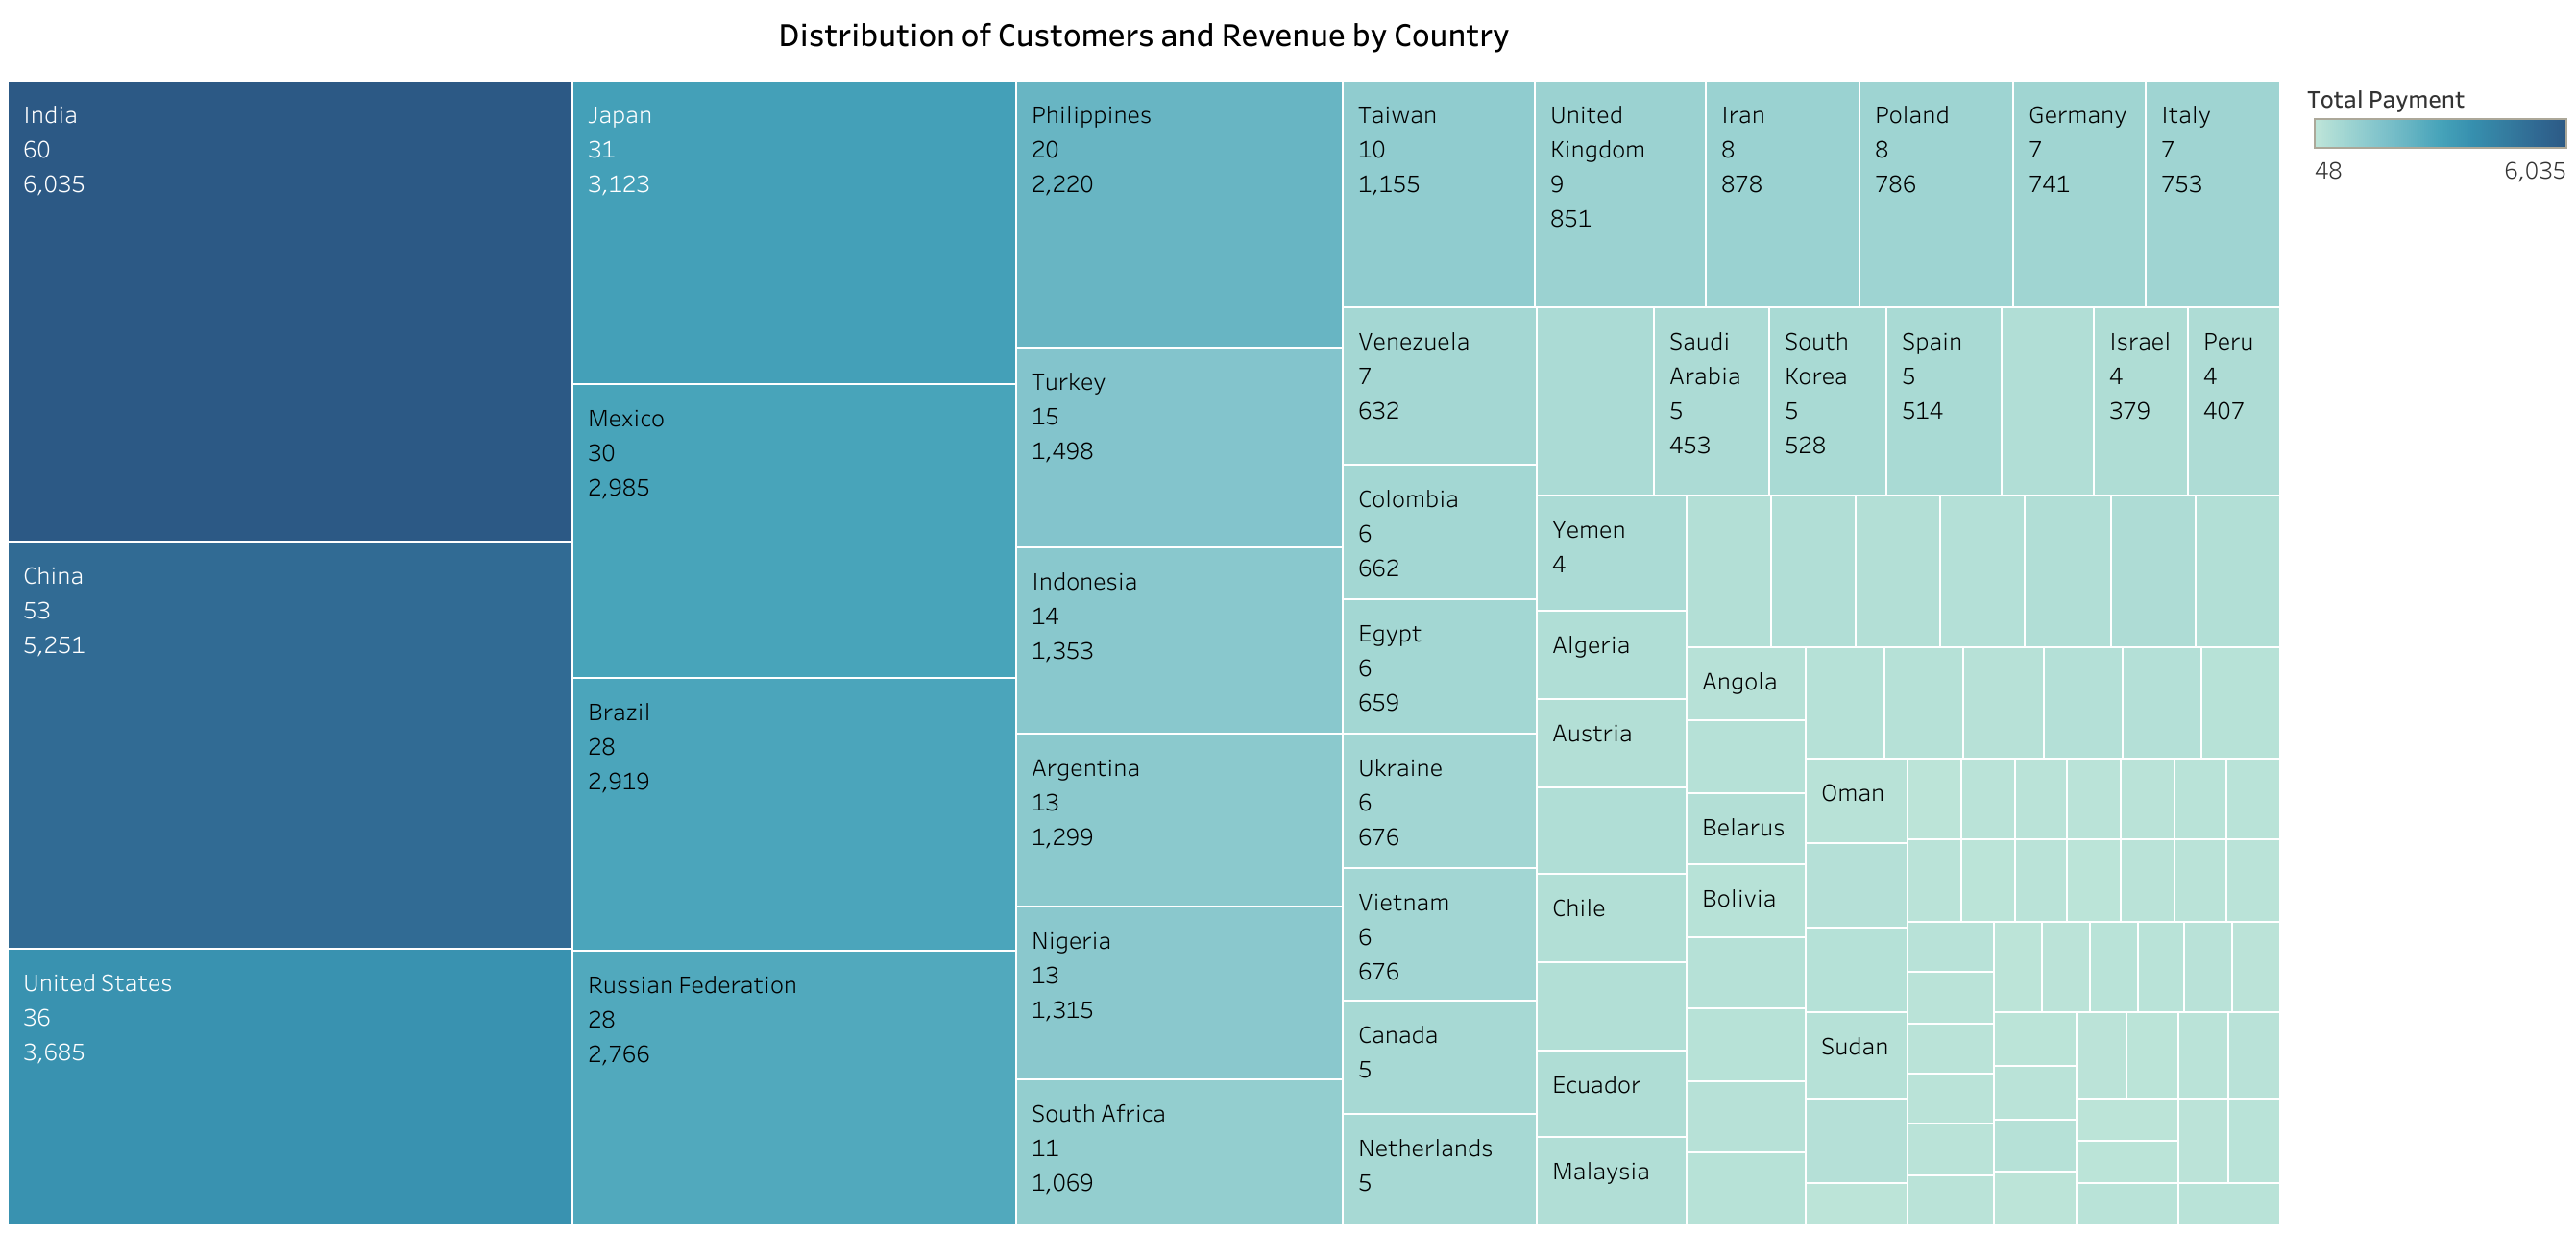 Distribution of Customers and Revenue by Country
India
60
6,035
China
53
5,251
United States
36
3,685
Japan
31
3,123
Mexico
30
2,985
Brazil
28
2,919
Russian Federation
28
2,766
Philippines
20
2,220
Turkey
15
1,498
Indonesia
14
1,353
Argentina
13
1,299
Nigeria
13
1,315
South Africa
11
1,069
Taiwan
10
1,155
United
Kingdom
9
851
Iran
8
878
Poland
8
786
Germany
7
741
Italy
7
753
Venezuela
7
632
Colombia
6
662
Egypt
6
659
Ukraine
6
676
Vietnam
6
676
Canada
5
Netherlands
5
Saudi
Arabia
5
453
South
Korea
5
528
Spain
5
514
Israel
4
379
Peru
4
407
Yemen
4
Algeria
Austria
Chile
Ecuador
Malaysia
Angola
Belarus
Bolivia
Oman
Sudan
Total Payment
48
6,035